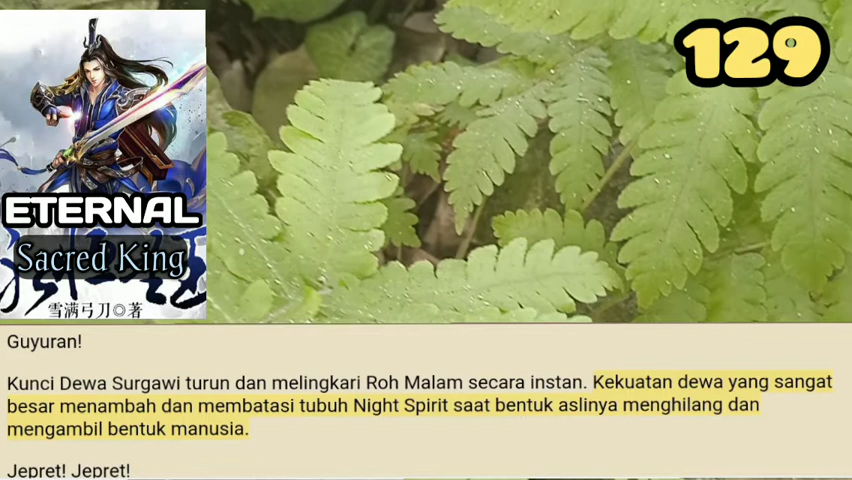 129
ETERNAL
Sacred King
雪满弓刀◎著
Guyuran!
Kunci Dewa Surgawi turun dan melingkari Roh Malam secara instan. Kekuatan dewa yang sangat
besar menambah dan membatasi tubuh Night Spirit saat bentuk aslinya menghilang dan
mengambil bentuk manusia.
Jepret! Jepret!